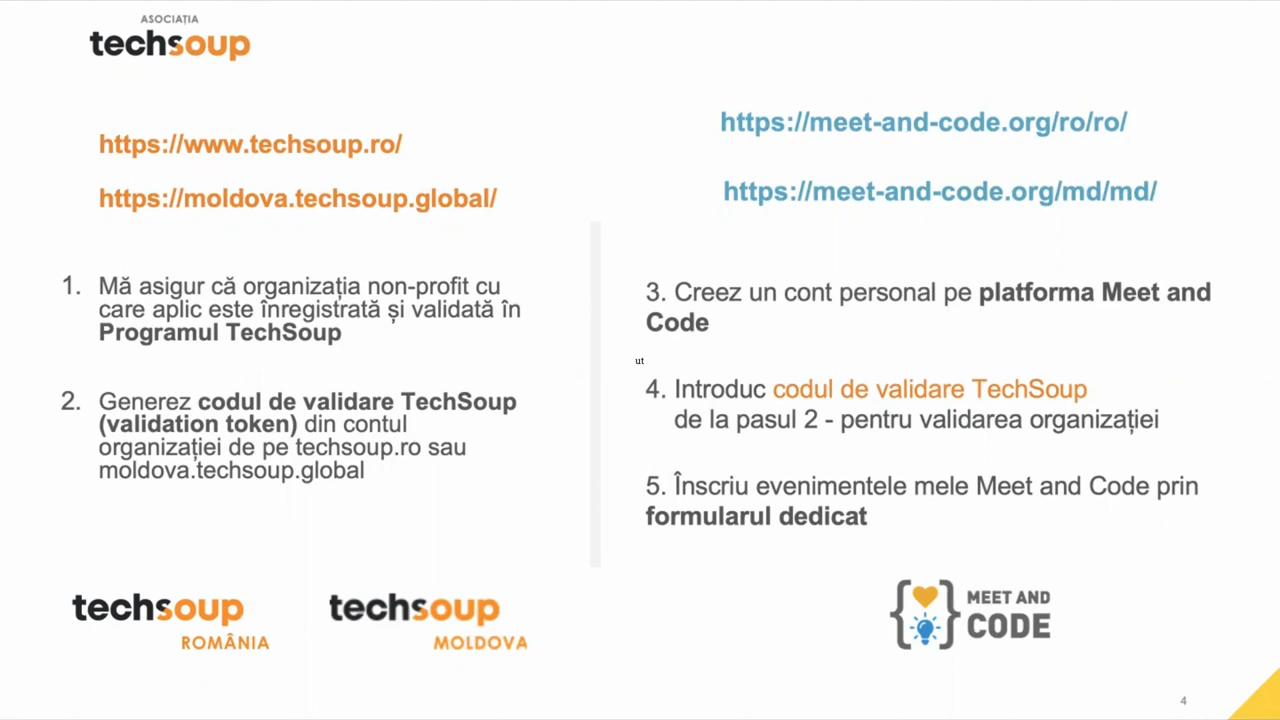 ASOCIAȚIA
techsoup
https://www.techsoup.ro/
https://moldova.techsoup.global/
1. Mă asigur că organizația non-profit cu
care aplic este înregistrată și validată în
Programul TechSoup
2. Generez codul de validare TechSoup
(validation token) din contul
organizației de pe techsoup.ro sau
moldova.techsoup.global
https://meet-and-code.org/ro/ro/
https://meet-and-code.org/md/md/
3. Creez un cont personal pe platforma Meet and
Code
ut
4. Introduc codul de validare TechSoup
de la pasul 2 - pentru validarea organizației
5. Înscriu evenimentele mele Meet and Code prin
formularul dedicat
techsoup
ROMÂNIA
techsoup
MOLDOVA
MEET AND
CODE
4